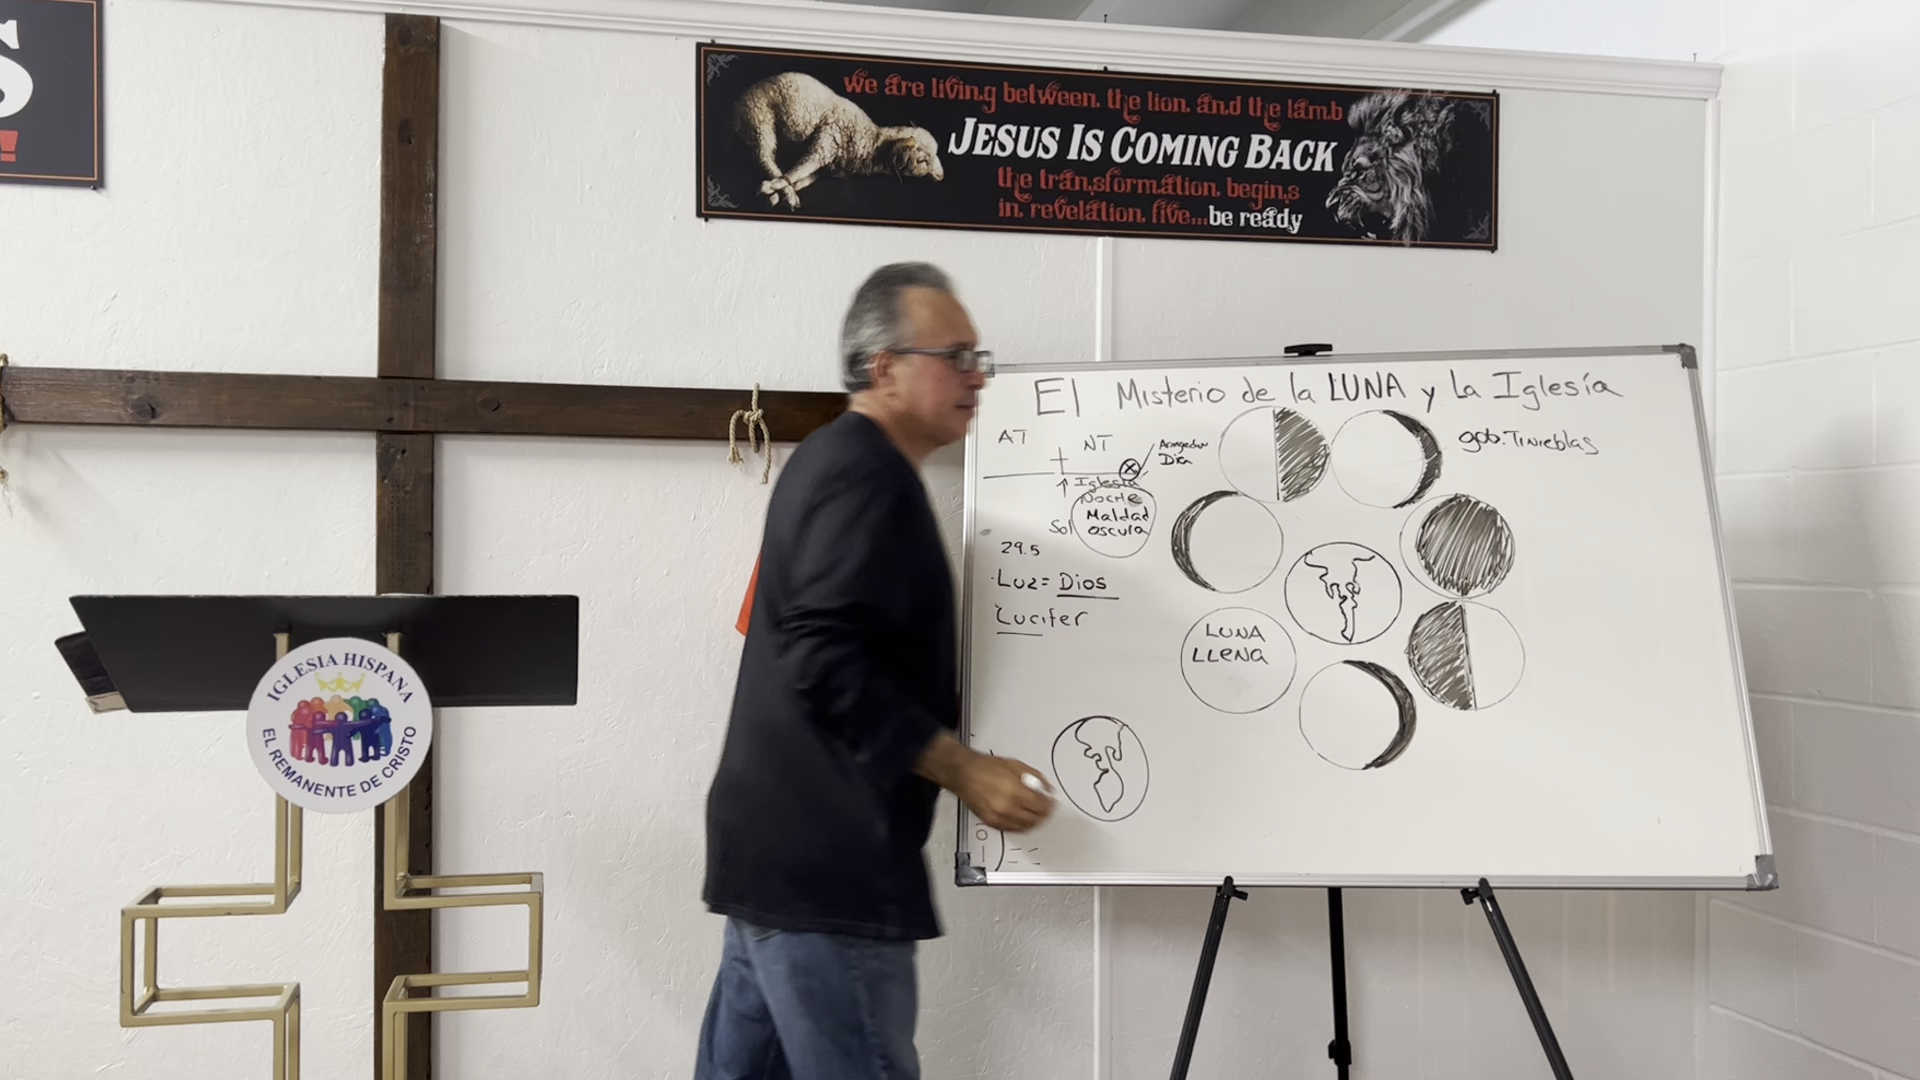 S
!
we are living between the lion and the lamb
JESUS IS COMING BACK
the transformation begins
in revelation five...be ready
El Misterio de la LUNA y La Iglesía
AT
NT
Dia
gob. Tinieblas
Iglesia
Noche
Maldad
oscura
Sol
29.5
Luz= Dios
Lucifer
LUNA
LLeNa
IGLESIA HISPANA
EL REMANENTE DE CRISTO